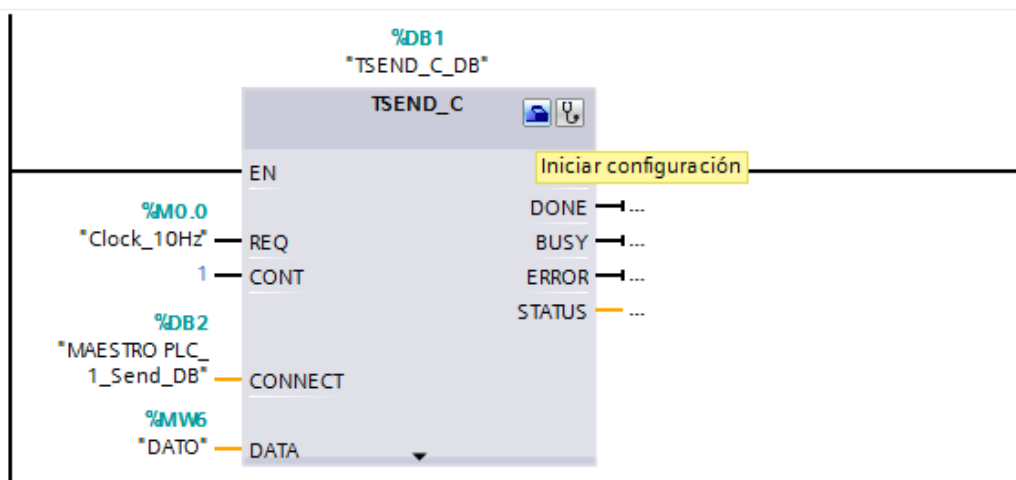 %DB1
"TSEND_C_DB"
TSEND_C
Iniciar configuración
EN
%M0.0
"Clock_10Hz"
REQ
1
CONT
%DB2
"MAESTRO PLC_
1_Send_DB"
CONNECT
%MW6
"DATO"
DATA
DONE
...
BUSY
...
ERROR
...
STATUS
...